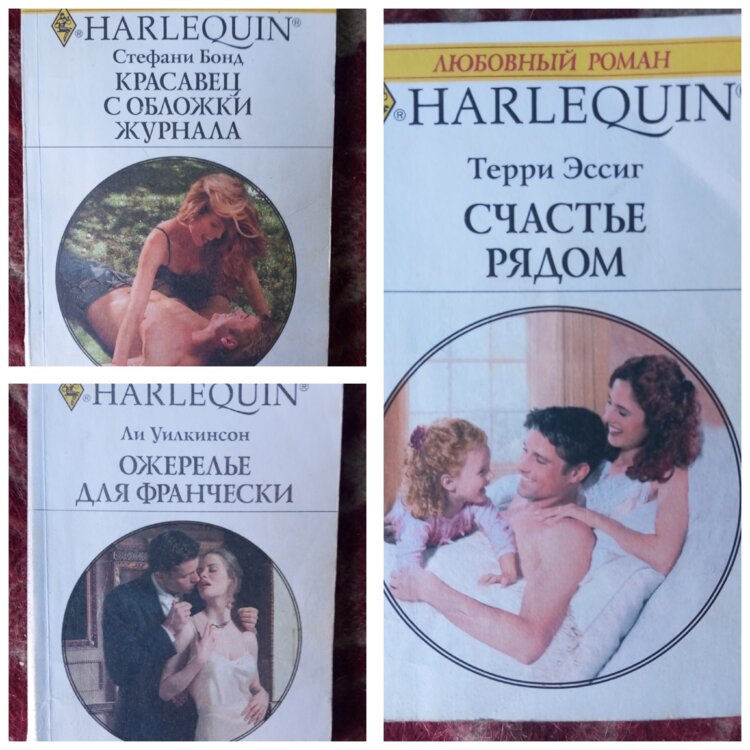 HARLEQUIN®
Стефани Бонд
КРАСАВЕЦ
С ОБЛОЖКИ
ЖУРНАЛА
® HARLEQUIN®
Ли Уилкинсон
ОЖЕРЕЛЬЕ
ДЛЯ ФРАНЧЕСКИ
ЛЮБОВНЫЙ РОМАН
® HARLEQUIN®
Терри Эссиг
СЧАСТЬЕ
РЯДОМ